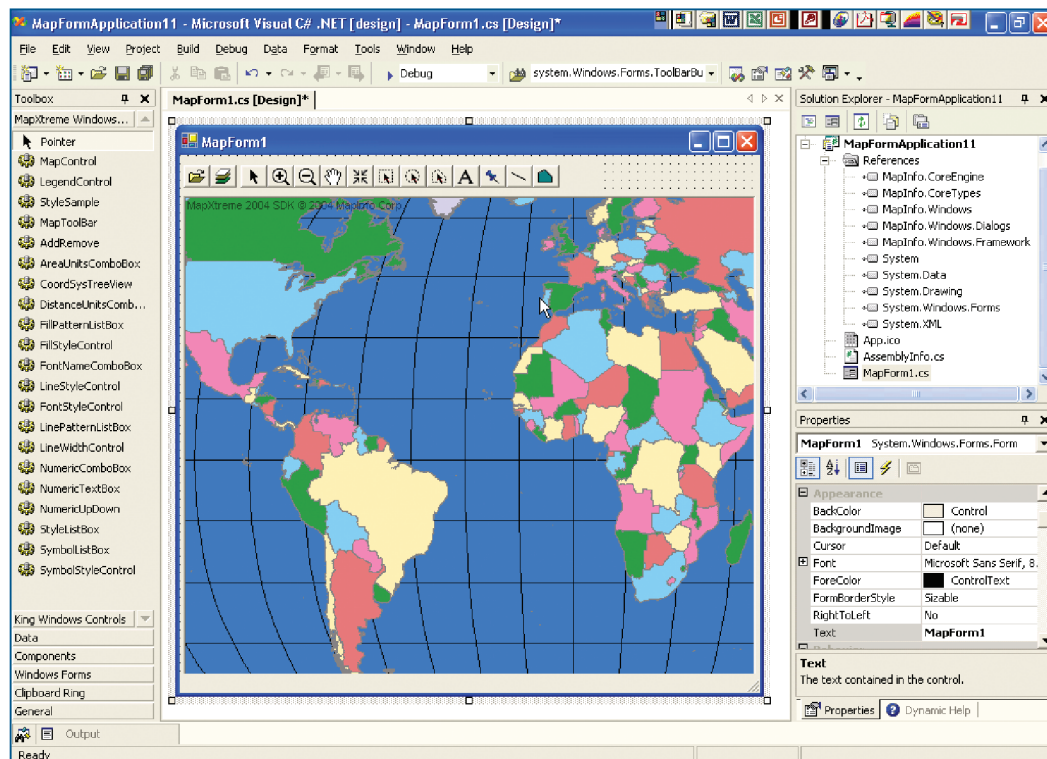 MapFormApplication11 - Microsoft Visual C# .NET [design] - MapForm1.cs [Design]*
File Edit View Project Build Debug Data Format Tools Window Help
Debug system.Windows.Forms.ToolBarBu
Toolbox
MapXtreme Windows...
Pointer
MapControl
LegendControl
StyleSample
MapToolBar
AddRemove
AreaUnitsComboBox
CoordSysTreeView
DistanceUnitsComb...
FillPatternListBox
FillStyleControl
FontNameComboBox
LineStyleControl
FontStyleControl
LinePatternListBox
LineWidthControl
NumericComboBox
NumericTextBox
NumericUpDown
StyleListBox
SymbolListBox
SymbolStyleControl
King Windows Controls
Data
Components
Windows Forms
Clipboard Ring
General
MapForm1.cs [Design]*
MapForm1
A
MapXtreme 2004 SDK © 2004 MapInfo Corp
Solution Explorer - MapFormApplication11
MapFormApplication11
References
MapInfo.CoreEngine
MapInfo.CoreTypes
MapInfo.Windows
MapInfo.Windows.Dialogs
MapInfo.Windows.Framework
System
System.Data
System.Drawing
System.Windows.Forms
System.XML
App.ico
AssemblyInfo.cs
MapForm1.cs
Properties
MapForm1 System.Windows.Forms.Form
Appearance
BackColor Control
BackgroundImage (none)
Cursor Default
Font Microsoft Sans Serif, 8.
ForeColor ControlText
FormBorderStyle Sizable
RightToLeft No
Text MapForm1
Behavior
Text
The text contained in the control.
Properties Dynamic Help
Output
Ready